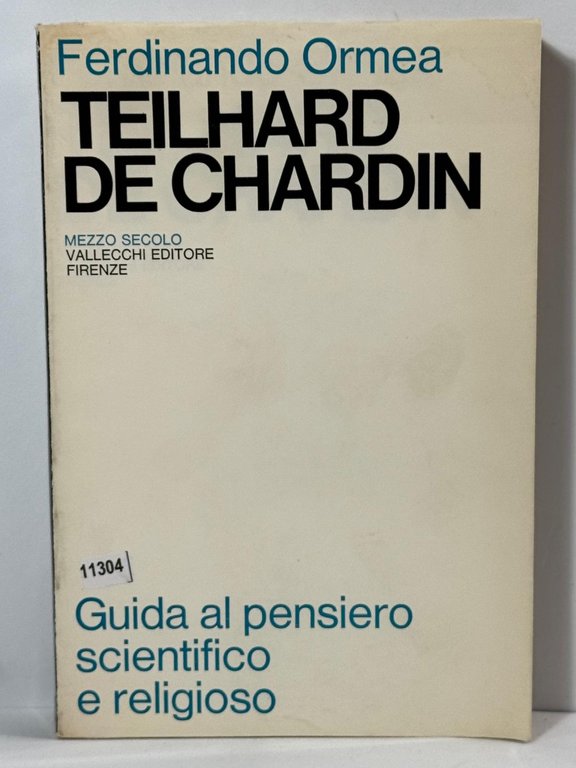 Ferdinando Ormea
TEILHARD
DE CHARDIN
MEZZO SECOLO
VALLECCHI EDITORE
FIRENZE
11304
Guida al pensiero
scientifico
e religioso